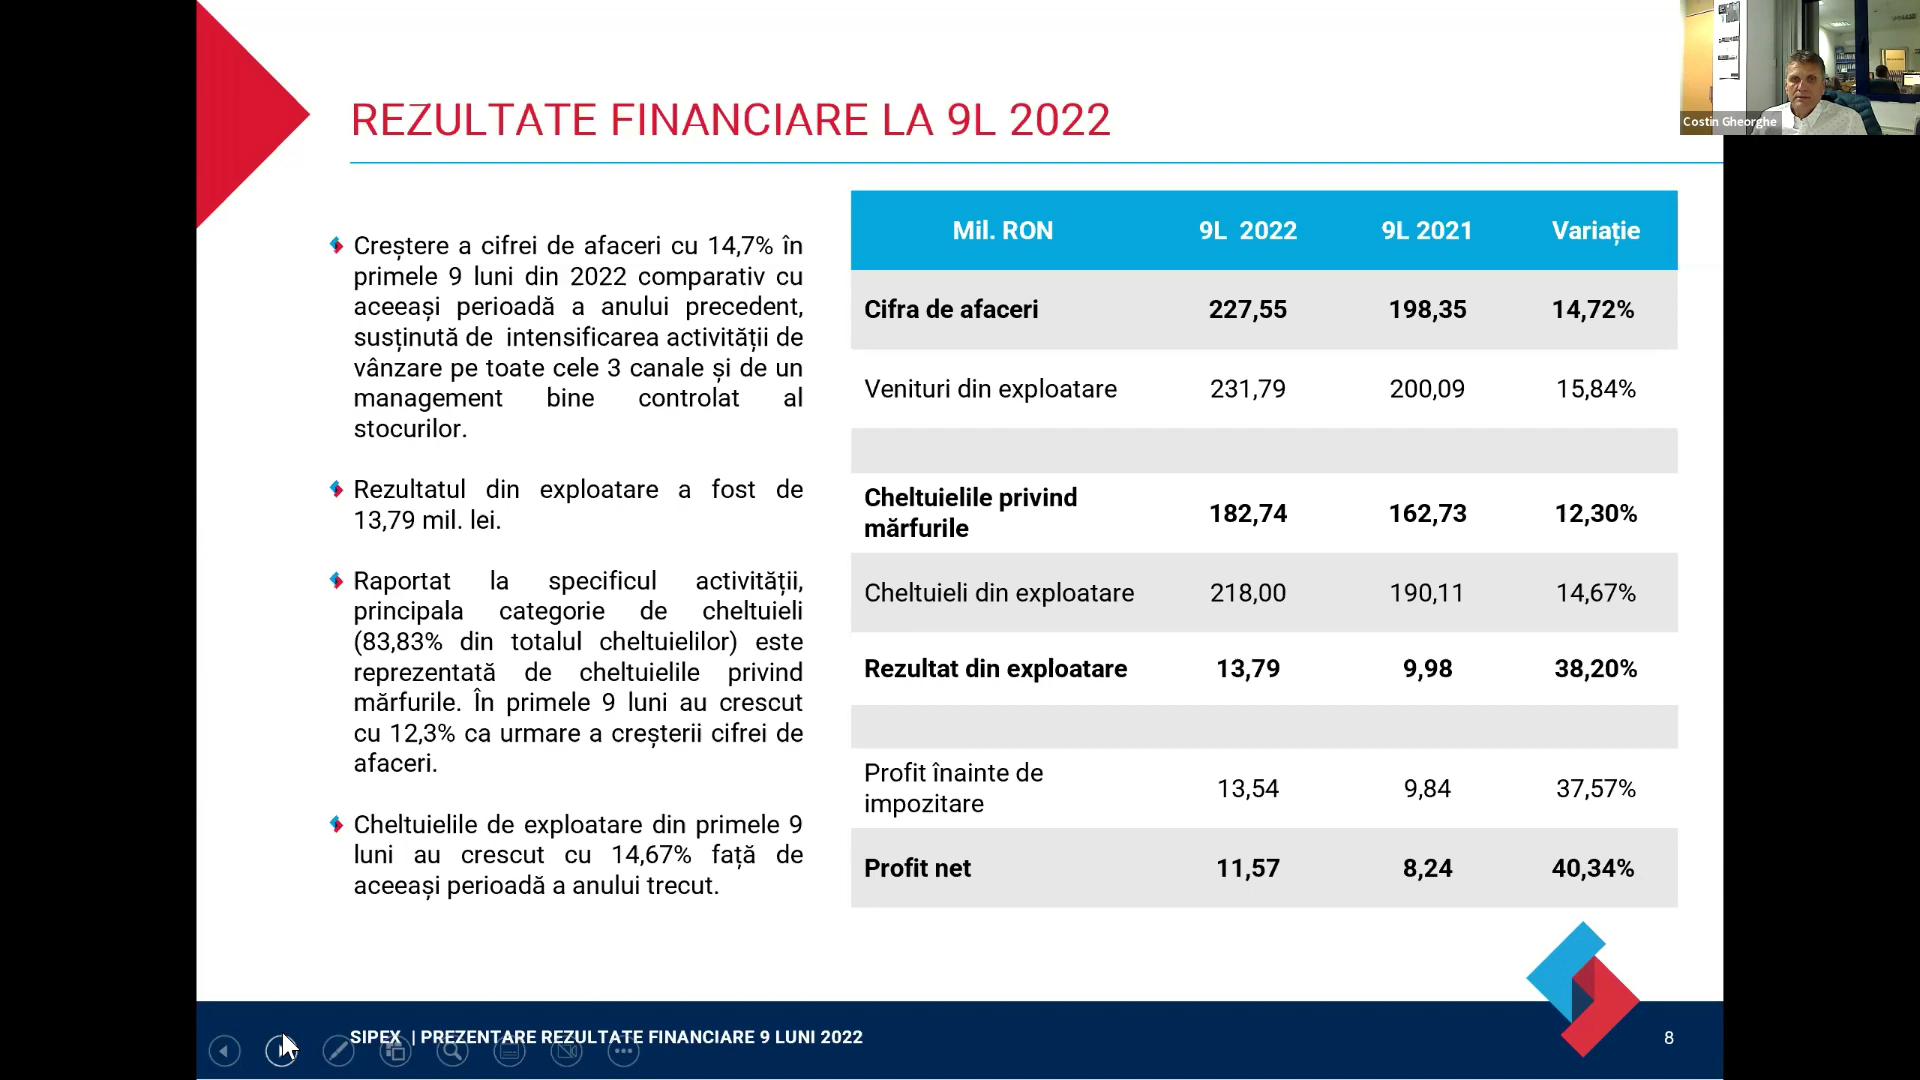 REZULTATE FINANCIARE LA 9L 2022
Costin Gheorghe
Creștere a cifrei de afaceri cu 14,7% în
primele 9 luni din 2022 comparativ cu
aceeași perioadă a anului precedent,
susținută de intensificarea activității de
vânzare pe toate cele 3 canale și de un
management bine controlat al
stocurilor.
Rezultatul din exploatare a fost de
13,79 mil. lei.
Raportat la specificul activității,
principala categorie de cheltuieli
(83,83% din totalul cheltuielilor) este
reprezentată de cheltuielile privind
mărfurile. În primele 9 luni au crescut
cu 12,3% ca urmare a creșterii cifrei de
afaceri.
Cheltuielile de exploatare din primele 9
luni au crescut cu 14,67% față de
aceeași perioadă a anului trecut.
Mil. RON 9L 2022 9L 2021 Variație
Cifra de afaceri 227,55 198,35 14,72%
Venituri din exploatare 231,79 200,09 15,84%
Cheltuielile privind
mărfurile 182,74 162,73 12,30%
Cheltuieli din exploatare 218,00 190,11 14,67%
Rezultat din exploatare 13,79 9,98 38,20%
Profit înainte de
impozitare 13,54 9,84 37,57%
Profit net 11,57 8,24 40,34%
SIPEX | PREZENTARE REZULTATE FINANCIARE 9 LUNI 2022
8